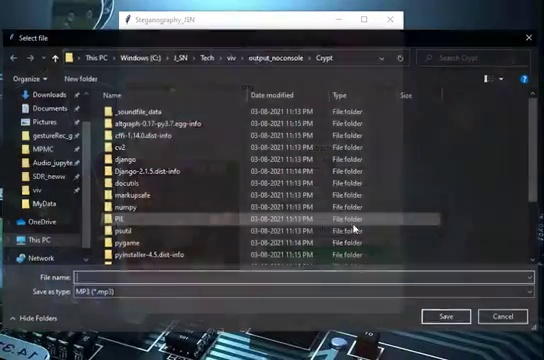 Steganography_JSN
Select file
This PC > Windows (C:) > J_SN > Tech > viv > output_noconsole > Crypt
Search Crypt
Organize
New folder
Name
Date modified
Type
Size
Downloads
Documents
Pictures
gestureRec_g
MPMC
Audio_jupyte
SDR_neww
viv
MyData
OneDrive
This PC
Network
_soundfile_data 03-08-2021 11:13 PM File folder
altgraph-0.17-py3.7.egg-info 03-08-2021 11:15 PM File folder
cffi-1.14.0.dist-info 03-08-2021 11:15 PM File folder
cv2 03-08-2021 11:13 PM File folder
django 03-08-2021 11:13 PM File folder
Django-2.1.5.dist-info 03-08-2021 11:15 PM File folder
docutils 03-08-2021 11:13 PM File folder
markupsafe 03-08-2021 11:13 PM File folder
numpy 03-08-2021 11:13 PM File folder
PIL 03-08-2021 11:13 PM File folder
psutil 03-08-2021 11:13 PM File folder
pygame 03-08-2021 11:14 PM File folder
pyinstaller-4.5.dist-info 03-08-2021 11:15 PM File folder
File name:
Save as type: MP3 (*.mp3)
Hide Folders
Save
Cancel